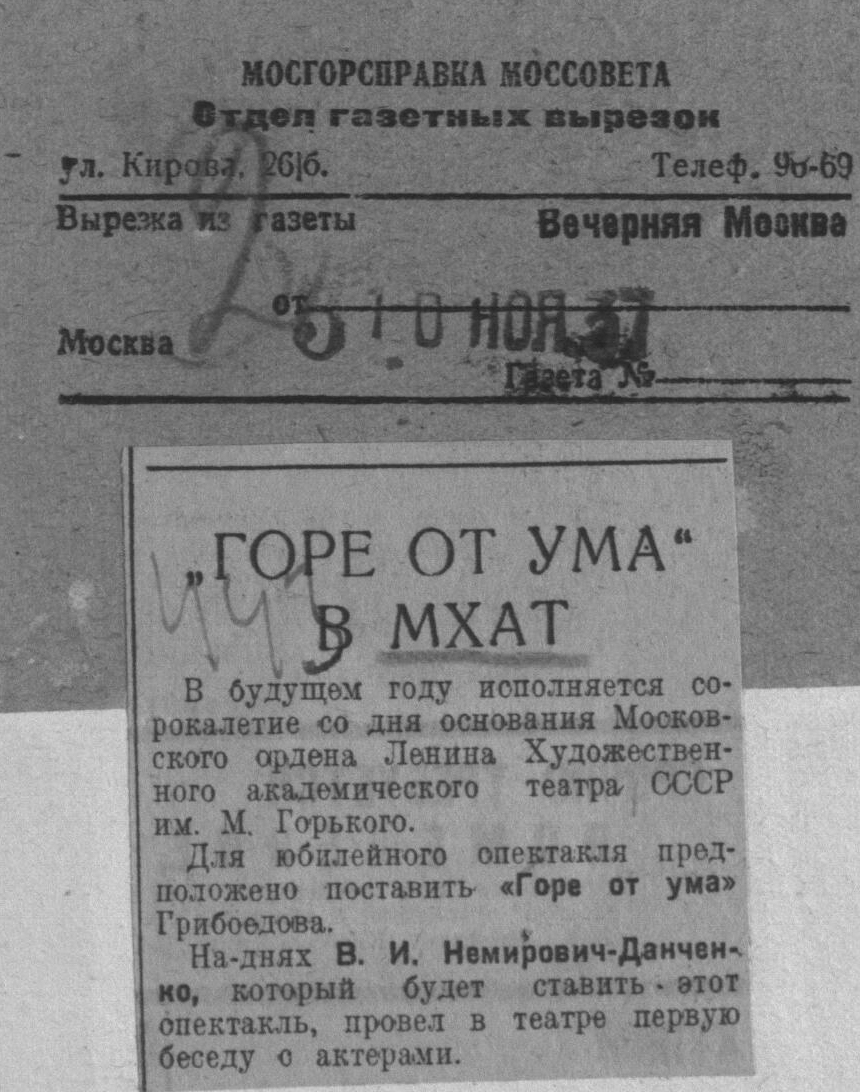 МОСГОРСПРАВКА МОССОВЕТА
Отдел газетных вырезок
ул. Кирова, 26|б.
Телеф. 96-69
Вырезка из газеты
Вечерняя Москва
от 10 НОЯ 37
Москва
Газета №
„ГОРЕ ОТ УМА“
В МХАТ
В будущем году исполняется со-
рокалетие со дня основания Москов-
ского ордена Ленина Художествен-
ного академического театра СССР
им. М. Горького.
Для юбилейного спектакля пред-
положено поставить «Горе от ума»
Грибоедова.
На-днях В. И. Немирович-Данчен-
ко, который будет ставить этот
спектакль, провел в театре первую
беседу с актерами.